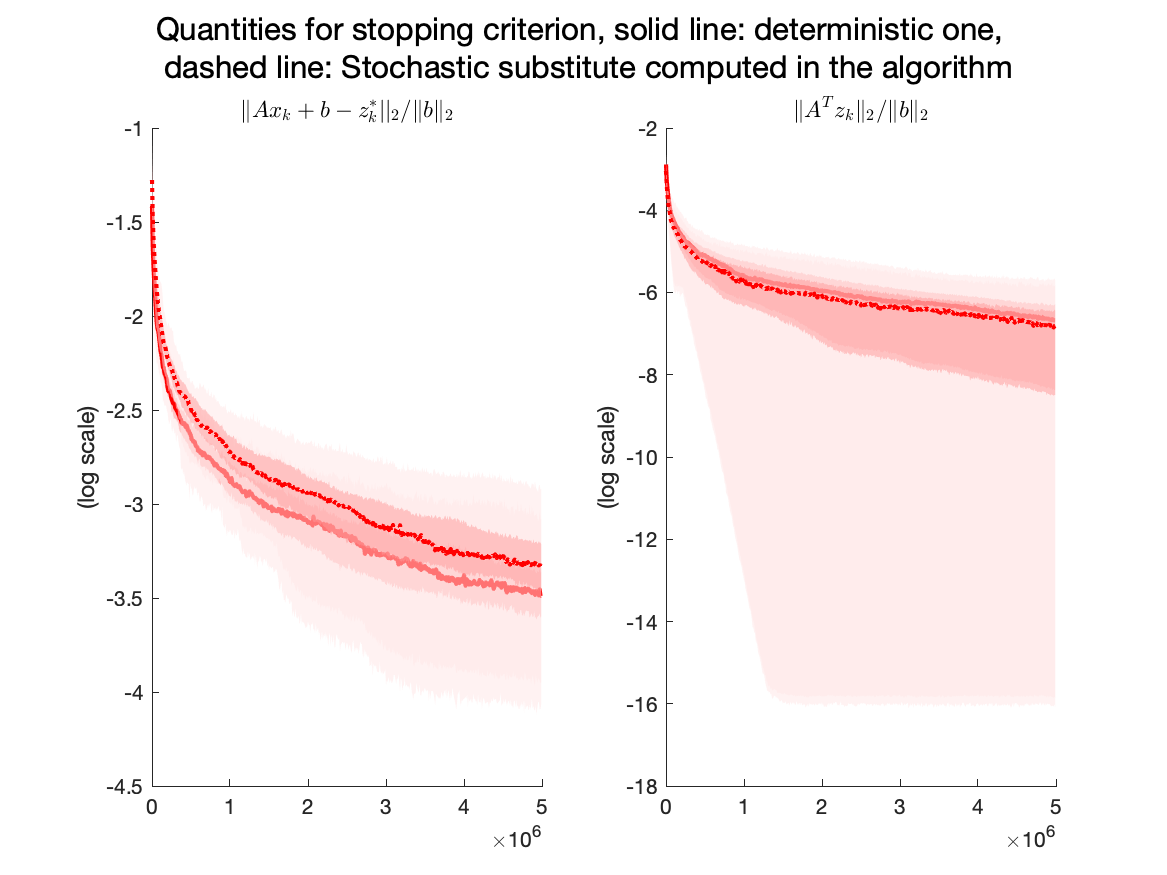 Quantities for stopping criterion, solid line: deterministic one,
dashed line: Stochastic substitute computed in the algorithm
‖Ax_k + b − z_k^*||_2/‖b‖_2
-1
-1.5
-2
-2.5
-3
-3.5
-4
-4.5
(log scale)
0 1 2 3 4 5
×10^6
‖A^T z_k‖_2/‖b‖_2
-2
-4
-6
-8
-10
-12
-14
-16
-18
(log scale)
0 1 2 3 4 5
×10^6